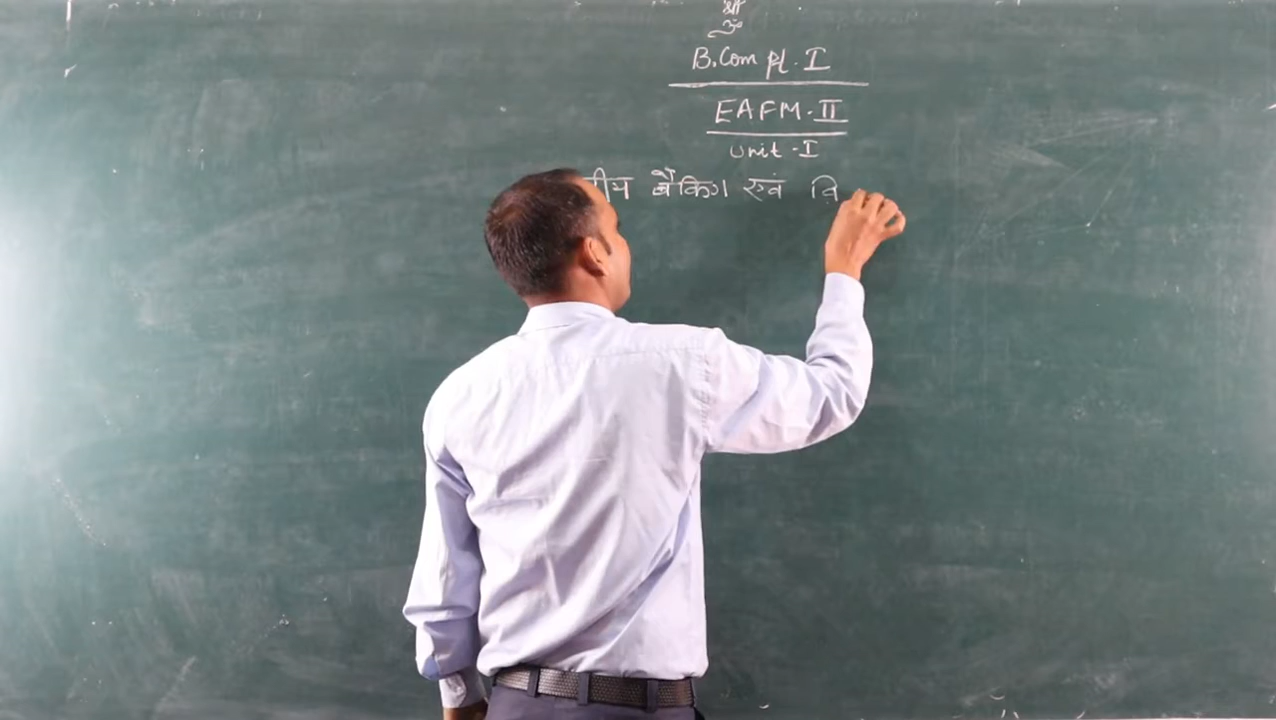 श्री
ॐ
B.Com pt. I
EAFM-II
Unit-I
तीय बैंकिग एवं वि